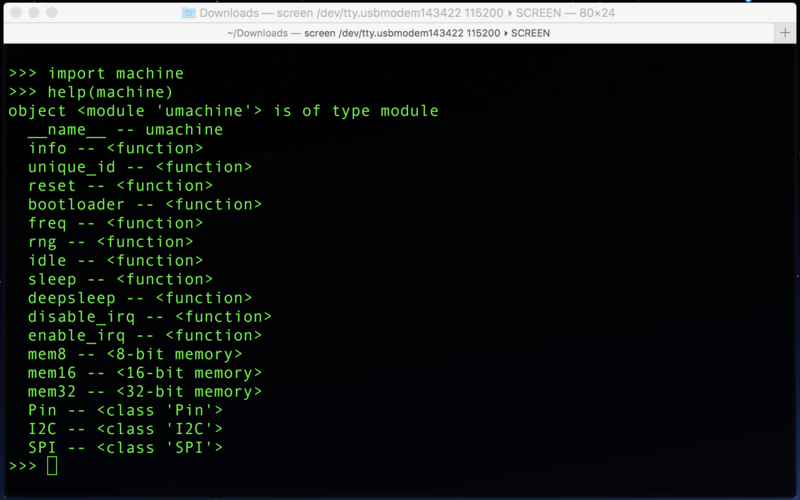 Downloads — screen /dev/tty.usbmodem143422 115200 ▸ SCREEN — 80×24
~/Downloads — screen /dev/tty.usbmodem143422 115200 ▸ SCREEN +
>>> import machine
>>> help(machine)
object <module 'umachine'> is of type module
  __name__ -- umachine
  info -- <function>
  unique_id -- <function>
  reset -- <function>
  bootloader -- <function>
  freq -- <function>
  rng -- <function>
  idle -- <function>
  sleep -- <function>
  deepsleep -- <function>
  disable_irq -- <function>
  enable_irq -- <function>
  mem8 -- <8-bit memory>
  mem16 -- <16-bit memory>
  mem32 -- <32-bit memory>
  Pin -- <class 'Pin'>
  I2C -- <class 'I2C'>
  SPI -- <class 'SPI'>
>>>